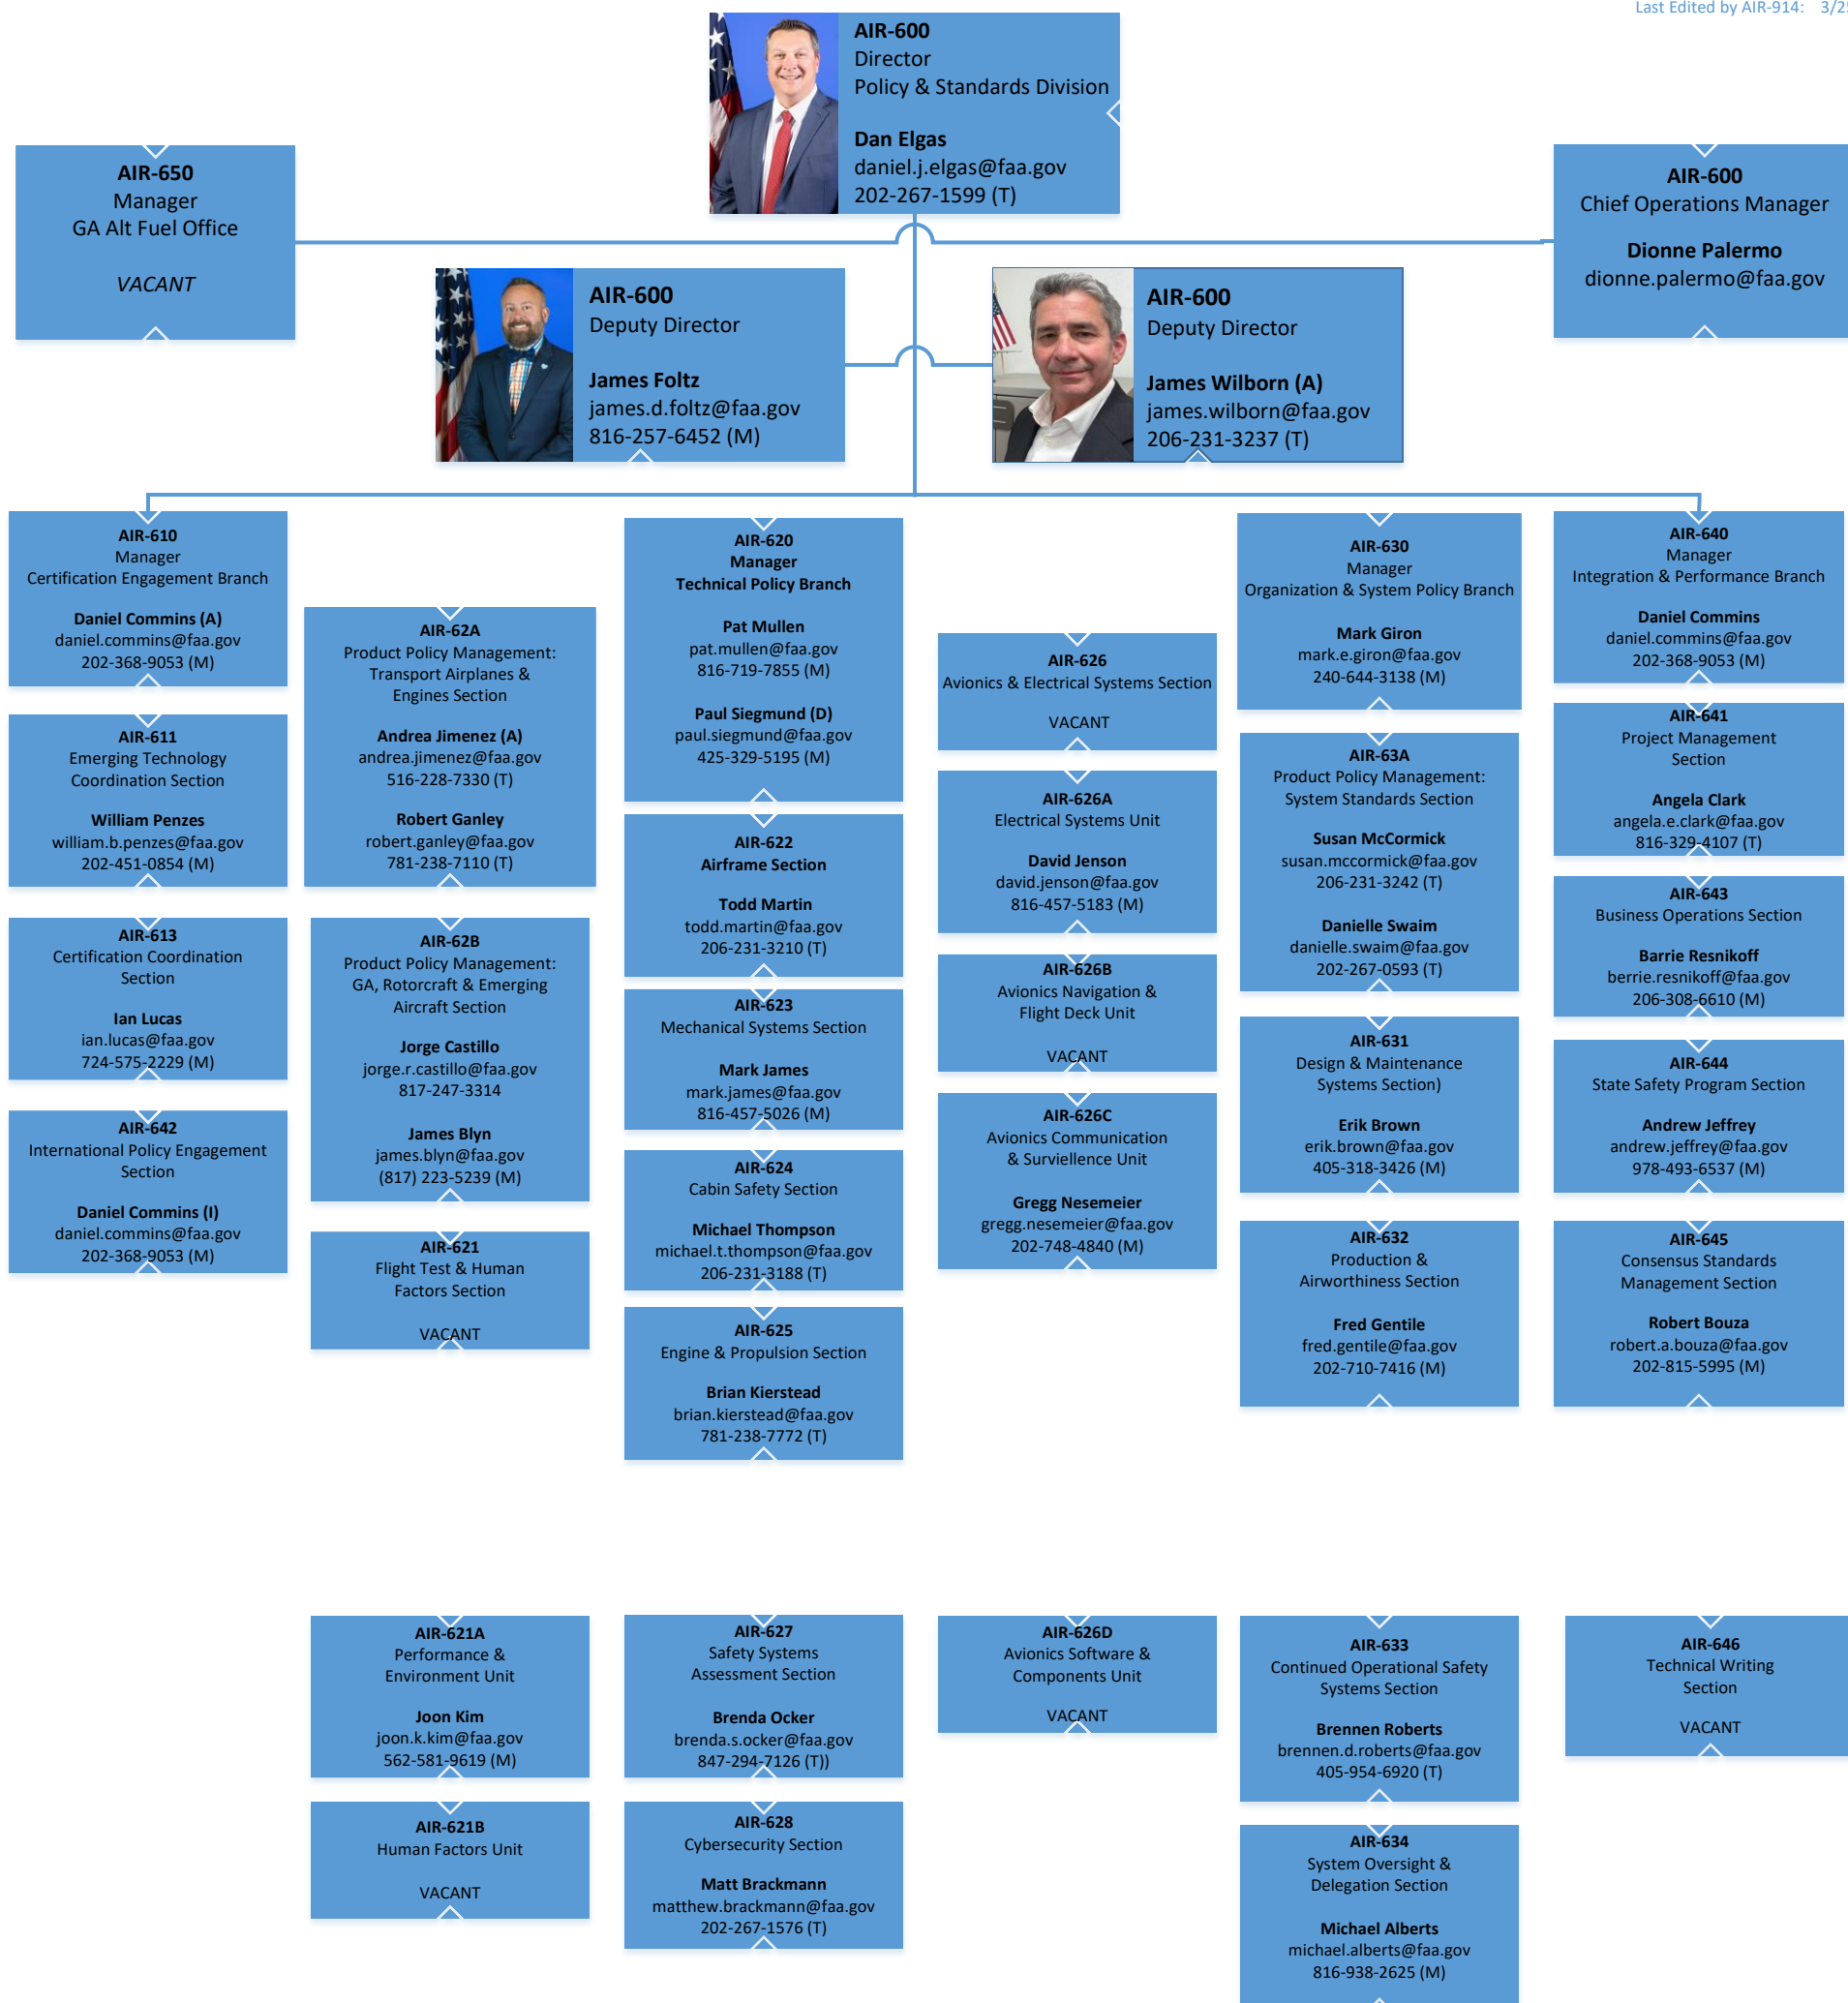 Last Edited by AIR-914: 3/25
AIR-600
Director
Policy & Standards Division
Dan Elgas
daniel.j.elgas@faa.gov
202-267-1599 (T)
AIR-650
Manager
GA Alt Fuel Office
VACANT
AIR-600
Chief Operations Manager
Dionne Palermo
dionne.palermo@faa.gov
AIR-600
Deputy Director
James Foltz
james.d.foltz@faa.gov
816-257-6452 (M)
AIR-600
Deputy Director
James Wilborn (A)
james.wilborn@faa.gov
206-231-3237 (T)
AIR-610
Manager
Certification Engagement Branch
Daniel Commins (A)
daniel.commins@faa.gov
202-368-9053 (M)
AIR-611
Emerging Technology
Coordination Section
William Penzes
william.b.penzes@faa.gov
202-451-0854 (M)
AIR-613
Certification Coordination
Section
Ian Lucas
ian.lucas@faa.gov
724-575-2229 (M)
AIR-642
International Policy Engagement
Section
Daniel Commins (I)
daniel.commins@faa.gov
202-368-9053 (M)
AIR-62A
Product Policy Management:
Transport Airplanes &
Engines Section
Andrea Jimenez (A)
andrea.jimenez@faa.gov
516-228-7330 (T)
Robert Ganley
robert.ganley@faa.gov
781-238-7110 (T)
AIR-62B
Product Policy Management:
GA, Rotorcraft & Emerging
Aircraft Section
Jorge Castillo
jorge.r.castillo@faa.gov
817-247-3314
James Blyn
james.blyn@faa.gov
(817) 223-5239 (M)
AIR-621
Flight Test & Human
Factors Section
VACANT
AIR-620
Manager
Technical Policy Branch
Pat Mullen
pat.mullen@faa.gov
816-719-7855 (M)
Paul Siegmund (D)
paul.siegmund@faa.gov
425-329-5195 (M)
AIR-622
Airframe Section
Todd Martin
todd.martin@faa.gov
206-231-3210 (T)
AIR-623
Mechanical Systems Section
Mark James
mark.james@faa.gov
816-457-5026 (M)
AIR-624
Cabin Safety Section
Michael Thompson
michael.t.thompson@faa.gov
206-231-3188 (T)
AIR-625
Engine & Propulsion Section
Brian Kierstead
brian.kierstead@faa.gov
781-238-7772 (T)
AIR-626
Avionics & Electrical Systems Section
VACANT
AIR-626A
Electrical Systems Unit
David Jenson
david.jenson@faa.gov
816-457-5183 (M)
AIR-626B
Avionics Navigation &
Flight Deck Unit
VACANT
AIR-626C
Avionics Communication
& Surviellence Unit
Gregg Nesemeier
gregg.nesemeier@faa.gov
202-748-4840 (M)
AIR-630
Manager
Organization & System Policy Branch
Mark Giron
mark.e.giron@faa.gov
240-644-3138 (M)
AIR-63A
Product Policy Management:
System Standards Section
Susan McCormick
susan.mccormick@faa.gov
206-231-3242 (T)
Danielle Swaim
danielle.swaim@faa.gov
202-267-0593 (T)
AIR-631
Design & Maintenance
Systems Section)
Erik Brown
erik.brown@faa.gov
405-318-3426 (M)
AIR-632
Production &
Airworthiness Section
Fred Gentile
fred.gentile@faa.gov
202-710-7416 (M)
AIR-640
Manager
Integration & Performance Branch
Daniel Commins
daniel.commins@faa.gov
202-368-9053 (M)
AIR-641
Project Management
Section
Angela Clark
angela.e.clark@faa.gov
816-329-4107 (T)
AIR-643
Business Operations Section
Barrie Resnikoff
berrie.resnikoff@faa.gov
206-308-6610 (M)
AIR-644
State Safety Program Section
Andrew Jeffrey
andrew.jeffrey@faa.gov
978-493-6537 (M)
AIR-645
Consensus Standards
Management Section
Robert Bouza
robert.a.bouza@faa.gov
202-815-5995 (M)
AIR-621A
Performance &
Environment Unit
Joon Kim
joon.k.kim@faa.gov
562-581-9619 (M)
AIR-621B
Human Factors Unit
VACANT
AIR-627
Safety Systems
Assessment Section
Brenda Ocker
brenda.s.ocker@faa.gov
847-294-7126 (T))
AIR-628
Cybersecurity Section
Matt Brackmann
matthew.brackmann@faa.gov
202-267-1576 (T)
AIR-626D
Avionics Software &
Components Unit
VACANT
AIR-633
Continued Operational Safety
Systems Section
Brennen Roberts
brennen.d.roberts@faa.gov
405-954-6920 (T)
AIR-634
System Oversight &
Delegation Section
Michael Alberts
michael.alberts@faa.gov
816-938-2625 (M)
AIR-646
Technical Writing
Section
VACANT